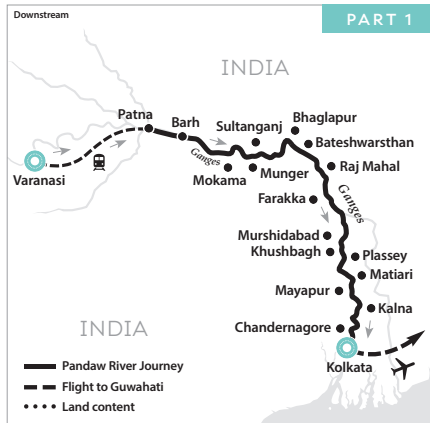 Downstream
PART 1
INDIA
Patna
Barh
Sultanganj
Bhaglapur
Bateshwarsthan
Varanasi
Ganges
Mokama
Munger
Raj Mahal
Farakka
Ganges
Murshidabad
Khushbagh
Plassey
Matiari
Mayapur
Kalna
INDIA
Chandernagore
Kolkata
Pandaw River Journey
Flight to Guwahati
Land content